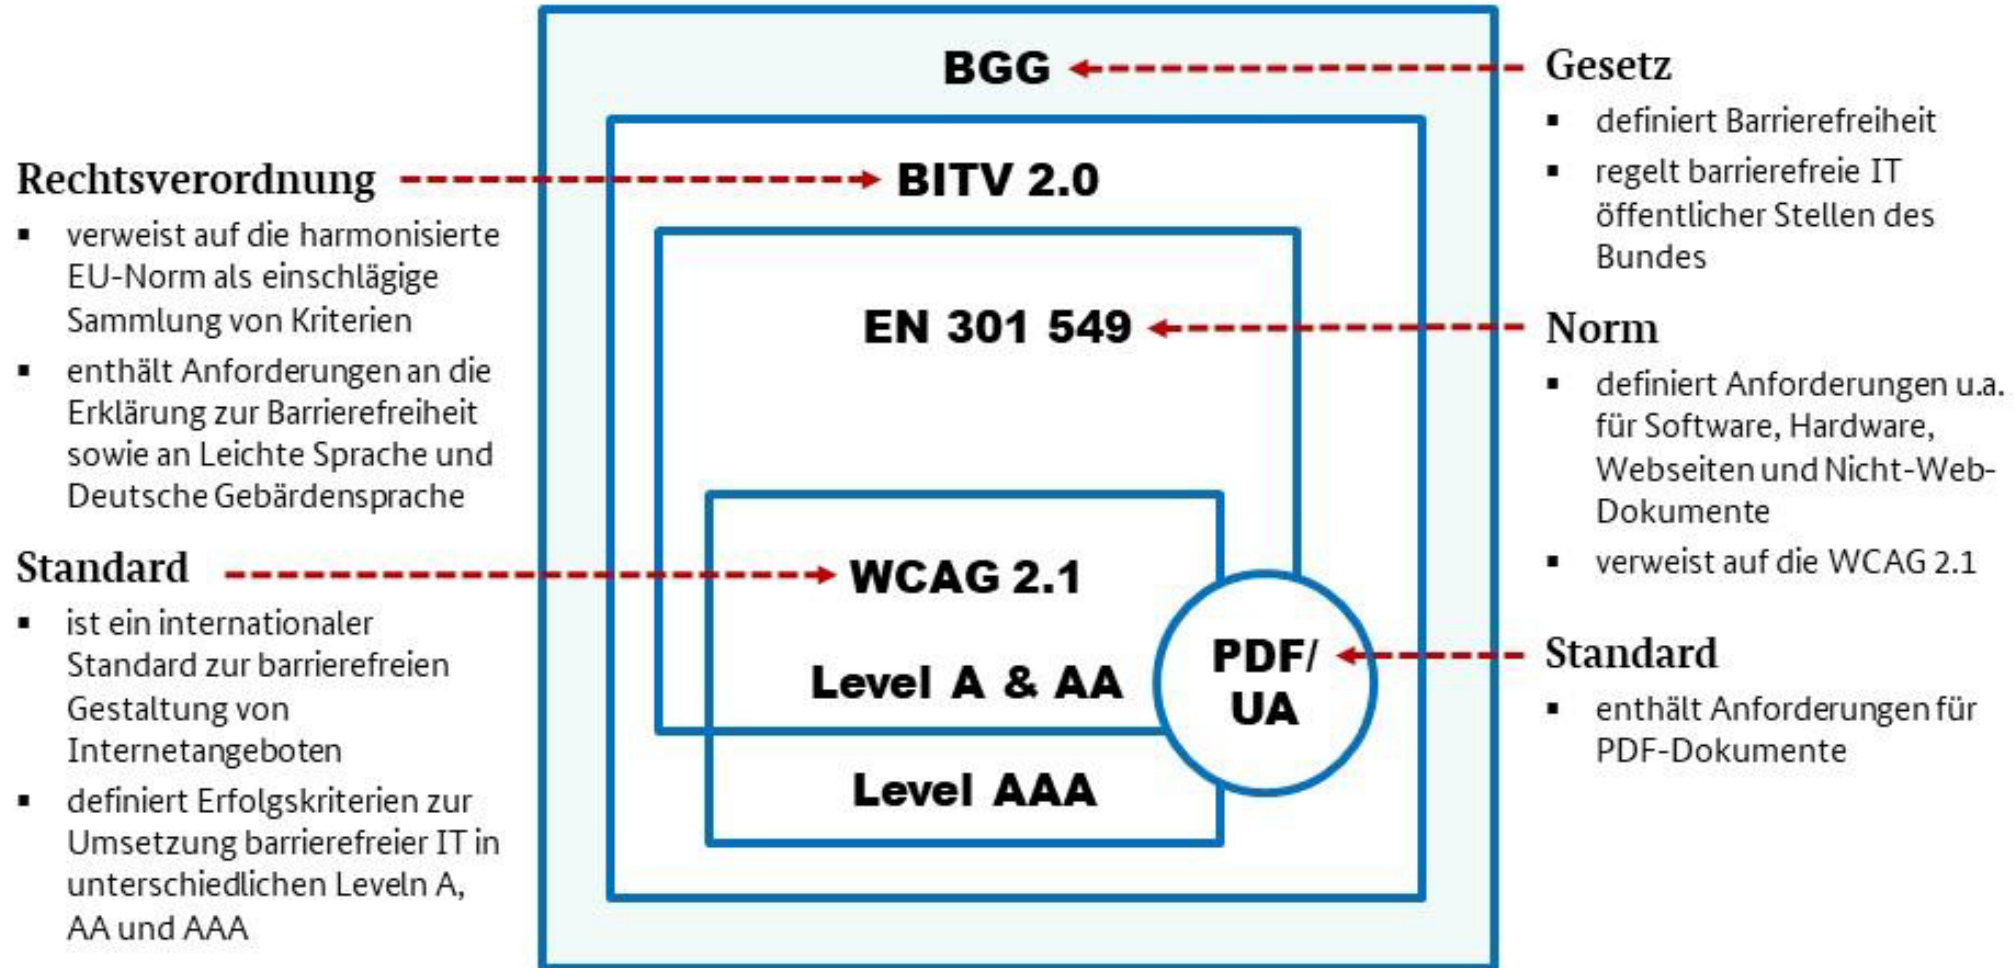 BGG
BITV 2.0
EN 301 549
WCAG 2.1
Level A & AA
Level AAA
PDF/
UA
Rechtsverordnung
▪ verweist auf die harmonisierte
EU-Norm als einschlägige
Sammlung von Kriterien
▪ enthält Anforderungen an die
Erklärung zur Barrierefreiheit
sowie an Leichte Sprache und
Deutsche Gebärdensprache
Standard
▪ ist ein internationaler
Standard zur barrierefreien
Gestaltung von
Internetangeboten
▪ definiert Erfolgskriterien zur
Umsetzung barrierefreier IT in
unterschiedlichen Leveln A,
AA und AAA
Gesetz
▪ definiert Barrierefreiheit
▪ regelt barrierefreie IT
öffentlicher Stellen des
Bundes
Norm
▪ definiert Anforderungen u.a.
für Software, Hardware,
Webseiten und Nicht-Web-
Dokumente
▪ verweist auf die WCAG 2.1
Standard
▪ enthält Anforderungen für
PDF-Dokumente